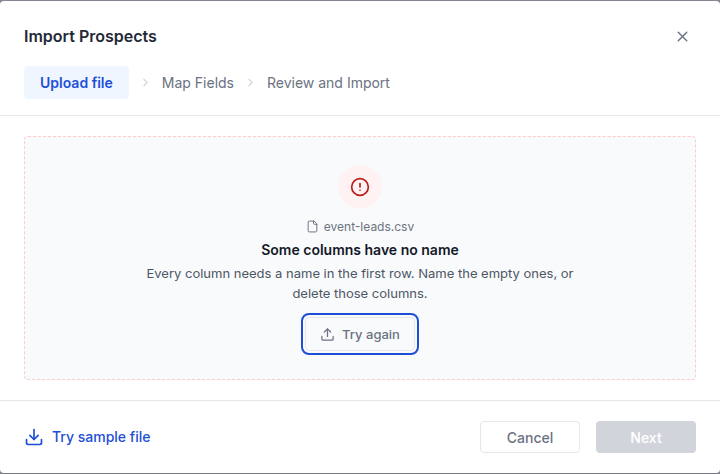 Import Prospects
Upload file
Map Fields
Review and Import
event-leads.csv
Some columns have no name
Every column needs a name in the first row. Name the empty ones, or
delete those columns.
Try again
Try sample file
Cancel
Next